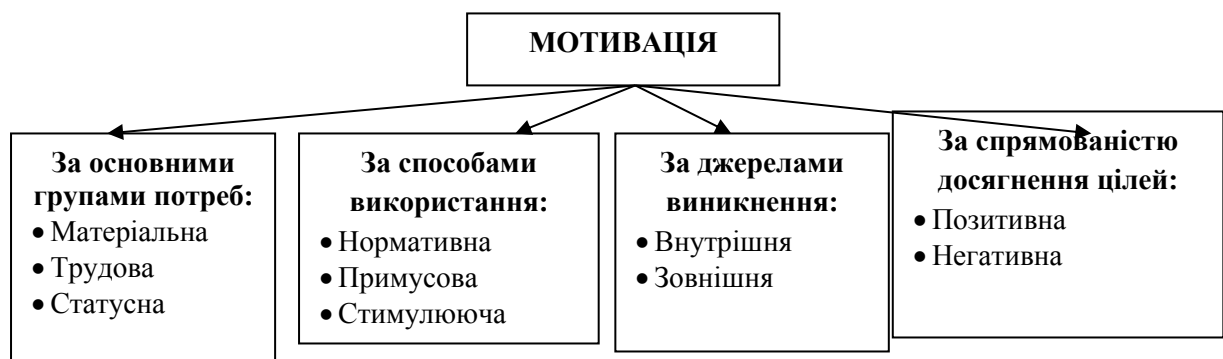 МОТИВАЦІЯ
За основними
групами потреб:
• Матеріальна
• Трудова
• Статусна
За способами
використання:
• Нормативна
• Примусова
• Стимулююча
За джерелами
виникнення:
• Внутрішня
• Зовнішня
За спрямованістю
досягнення цілей:
• Позитивна
• Негативна